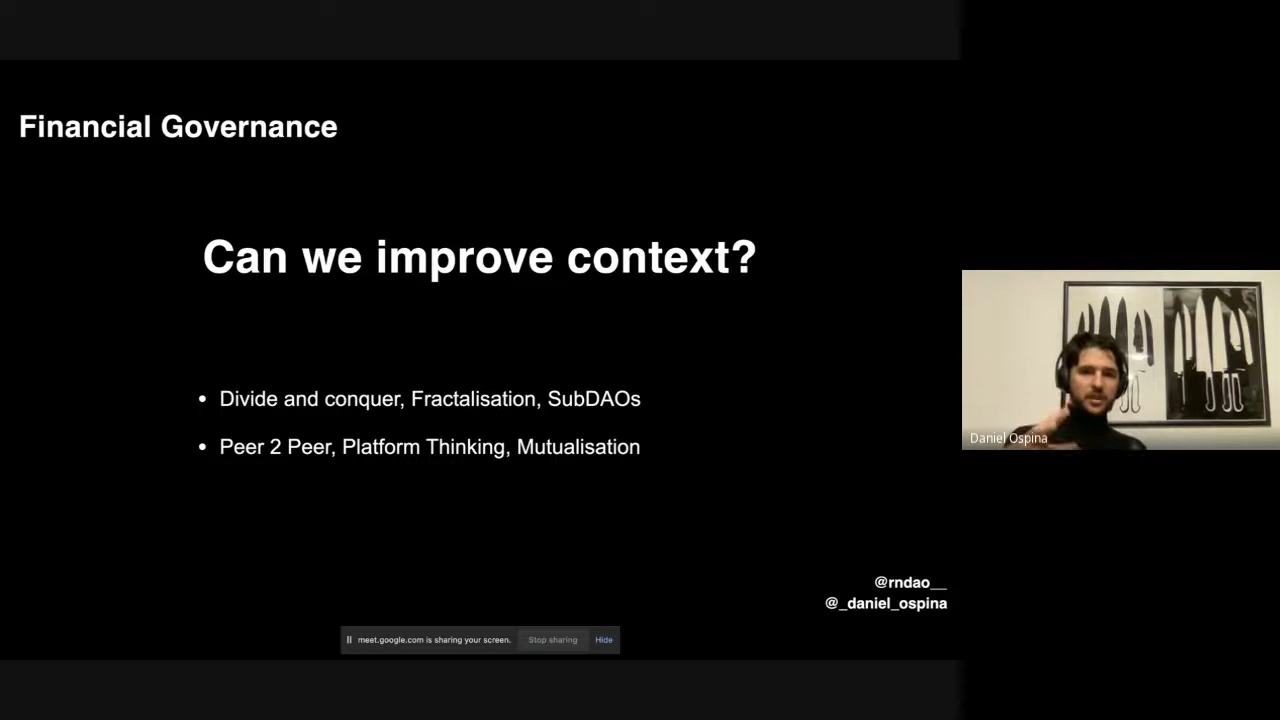 Financial Governance
Can we improve context?
• Divide and conquer, Fractalisation, SubDAOs
• Peer 2 Peer, Platform Thinking, Mutualisation
Daniel Ospina
@rndao__
@_daniel_ospina
meet.google.com is sharing your screen. Stop sharing Hide